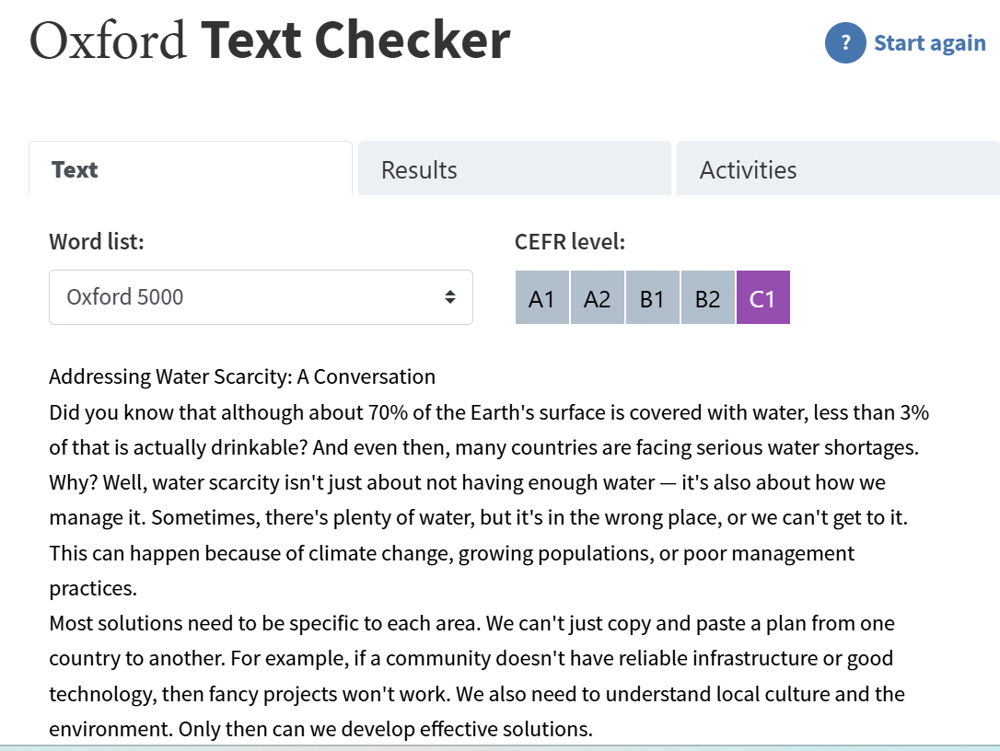 Oxford Text Checker
? Start again
Text
Results
Activities
Word list:
CEFR level:
Oxford 5000
A1 A2 B1 B2 C1
Addressing Water Scarcity: A Conversation
Did you know that although about 70% of the Earth's surface is covered with water, less than 3%
of that is actually drinkable? And even then, many countries are facing serious water shortages.
Why? Well, water scarcity isn't just about not having enough water — it's also about how we
manage it. Sometimes, there's plenty of water, but it's in the wrong place, or we can't get to it.
This can happen because of climate change, growing populations, or poor management
practices.
Most solutions need to be specific to each area. We can't just copy and paste a plan from one
country to another. For example, if a community doesn't have reliable infrastructure or good
technology, then fancy projects won't work. We also need to understand local culture and the
environment. Only then can we develop effective solutions.